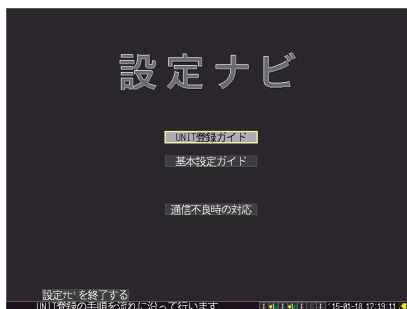 設定ナビ
UNIT登録ガイド
基本設定ガイド
通信不良時の対応
設定ナビを終了する
UNIT登録の手順を流れに沿って行います
'15-01-18 17:19:11